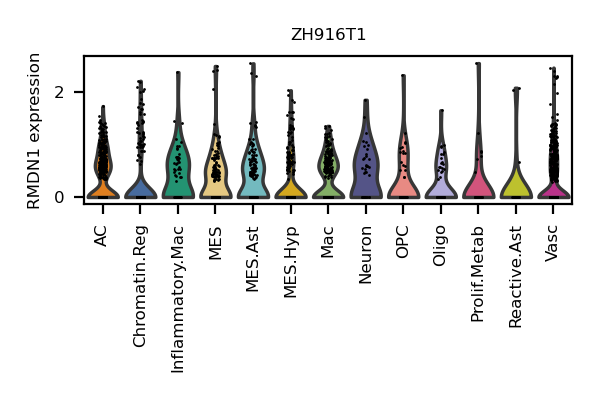 ZH916T1
RMDN1 expression
2
0
AC
Chromatin.Reg
Inflammatory.Mac
MES
MES.Ast
MES.Hyp
Mac
Neuron
OPC
Oligo
Prolif.Metab
Reactive.Ast
Vasc